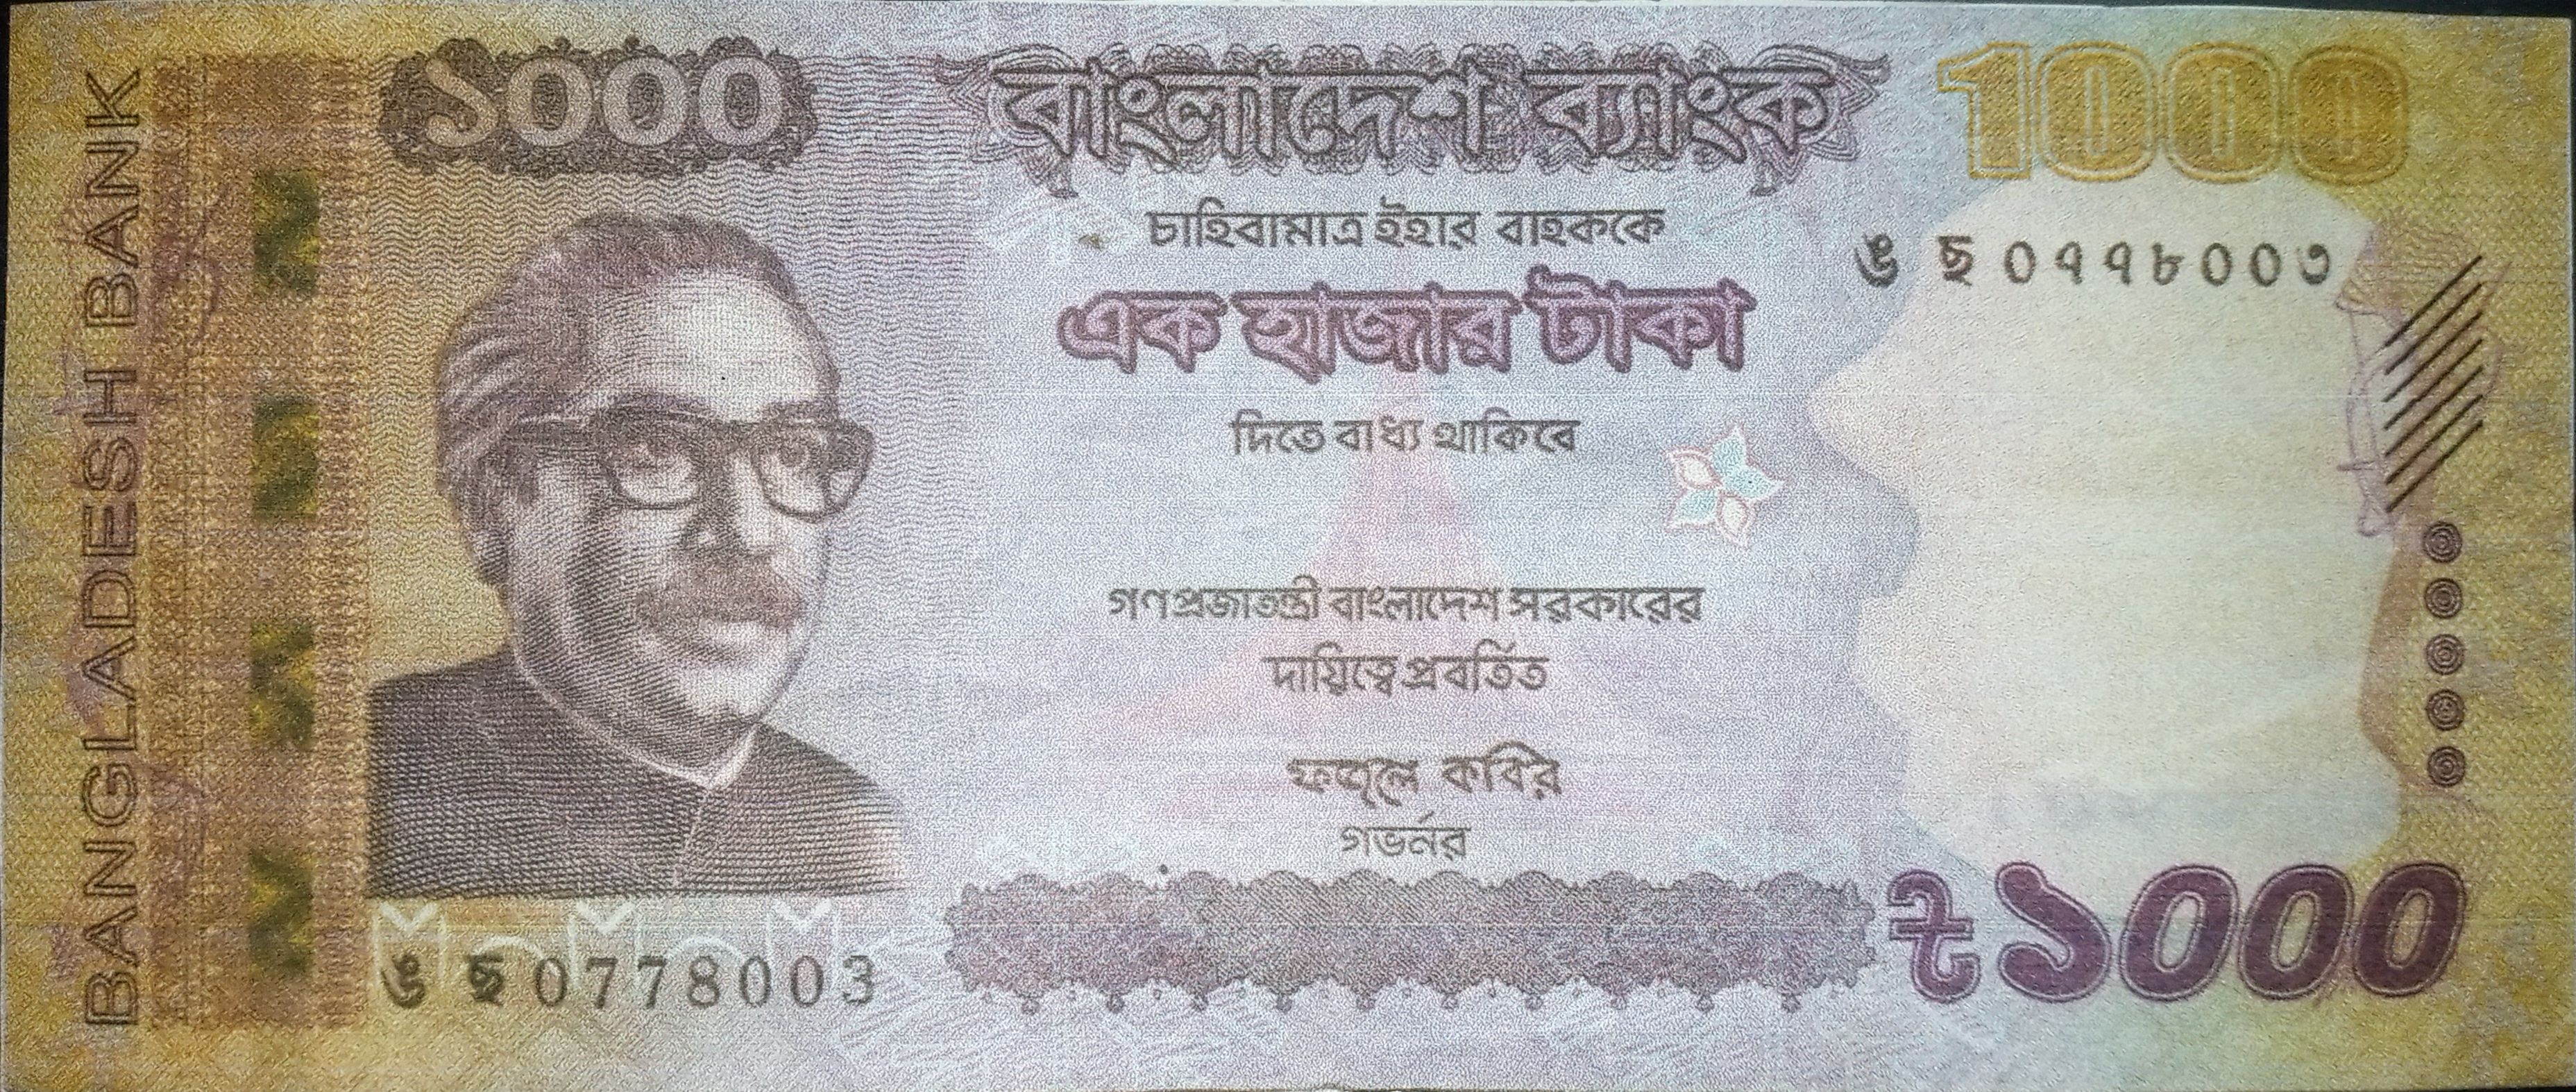 BANGLADESH BANK
১০০০
বাংলাদেশ ব্যাংক
1000
চাহিবামাত্র ইহার বাহককে
ঙ ছ ০৭৭৮০০৩
এক হাজার টাকা
দিতে বাধ্য থাকিবে
গণপ্রজাতন্ত্রী বাংলাদেশ সরকারের
দায়িত্বে প্রবর্তিত
ফজলে কবির
গভর্নর
ঙ ছ 0778003
৳১০০০